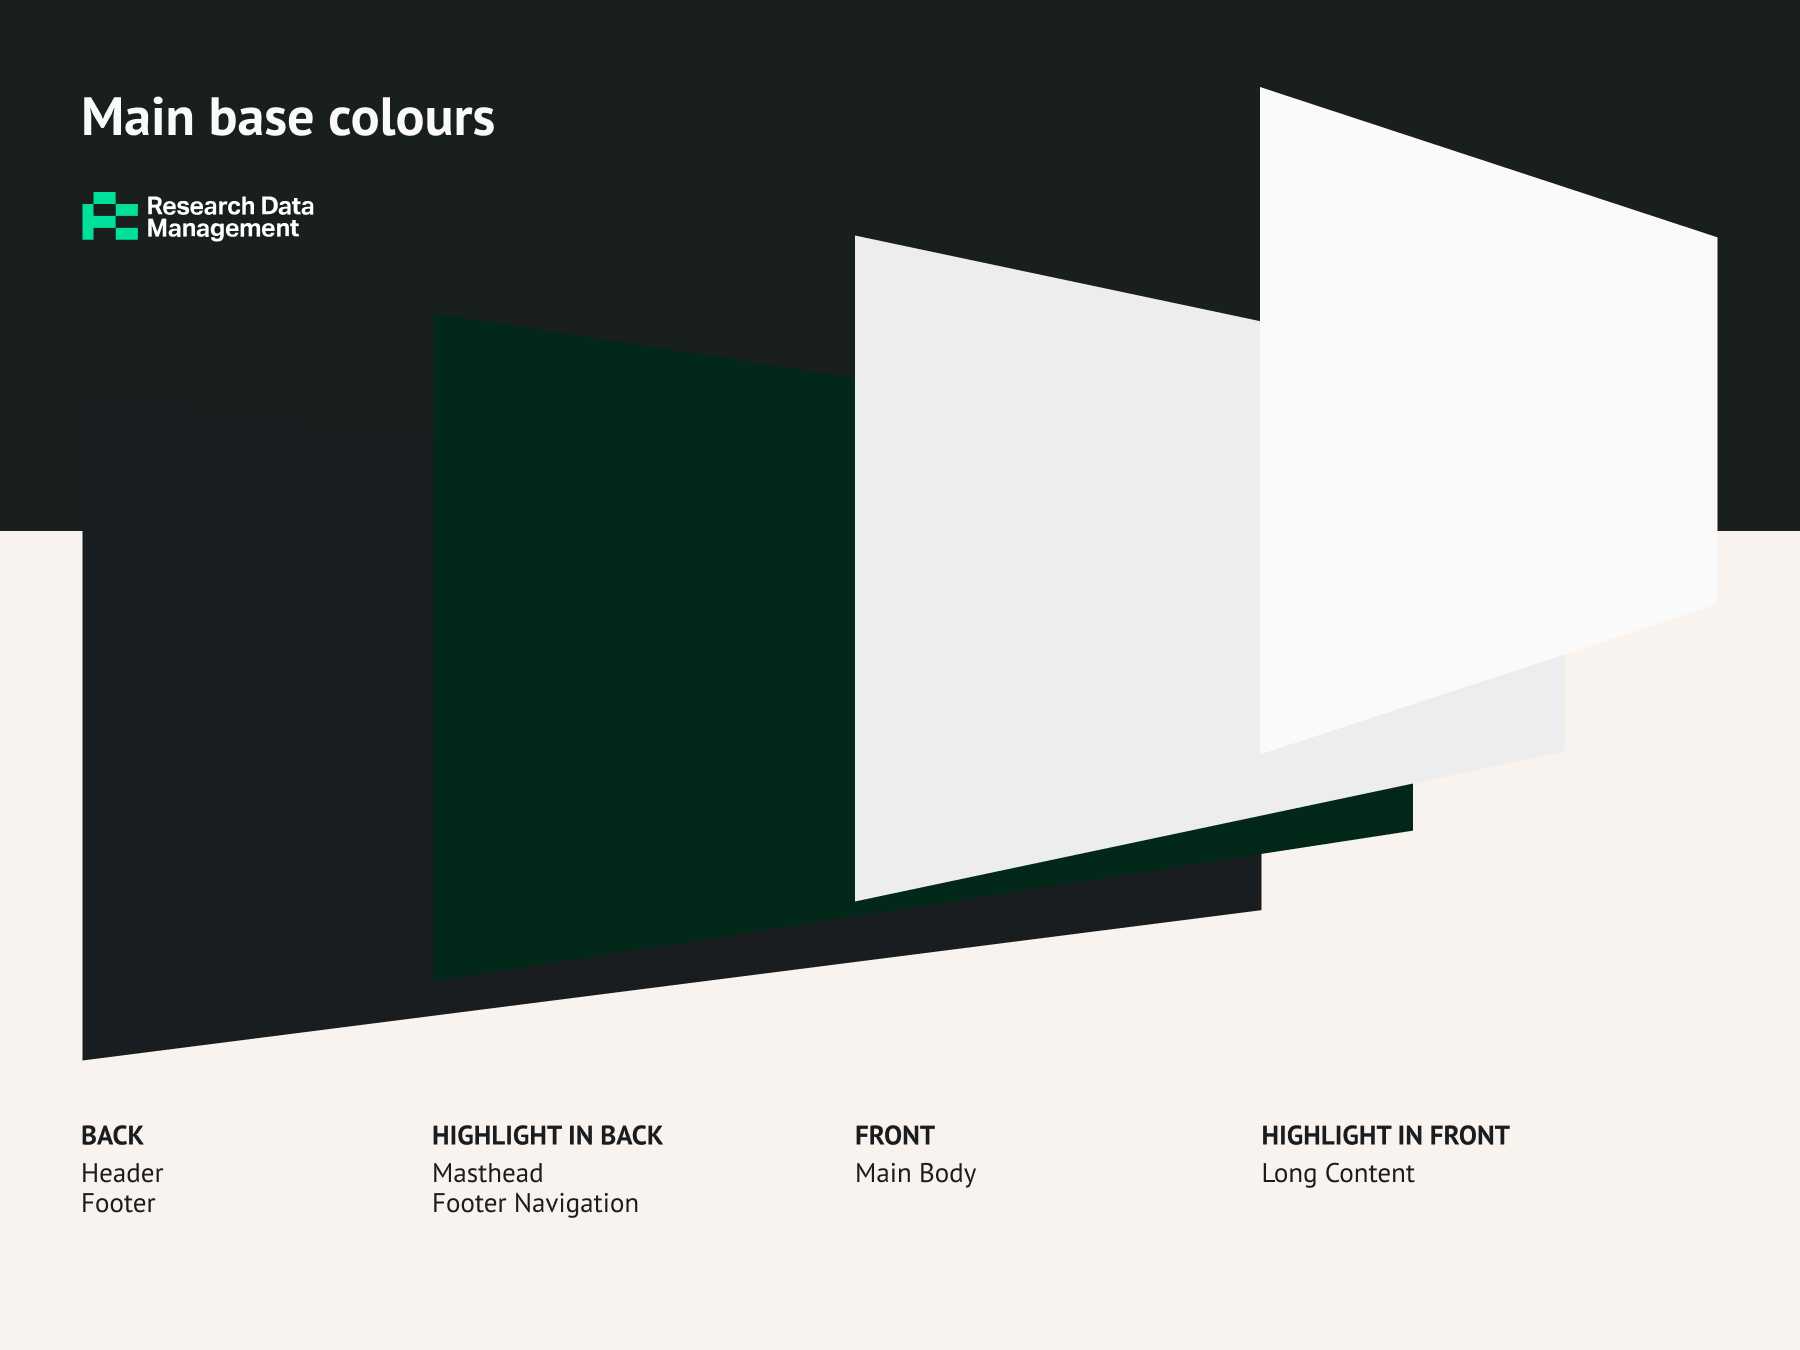 Main base colours
Research Data
Management
BACK
Header
Footer
HIGHLIGHT IN BACK
Masthead
Footer Navigation
FRONT
Main Body
HIGHLIGHT IN FRONT
Long Content